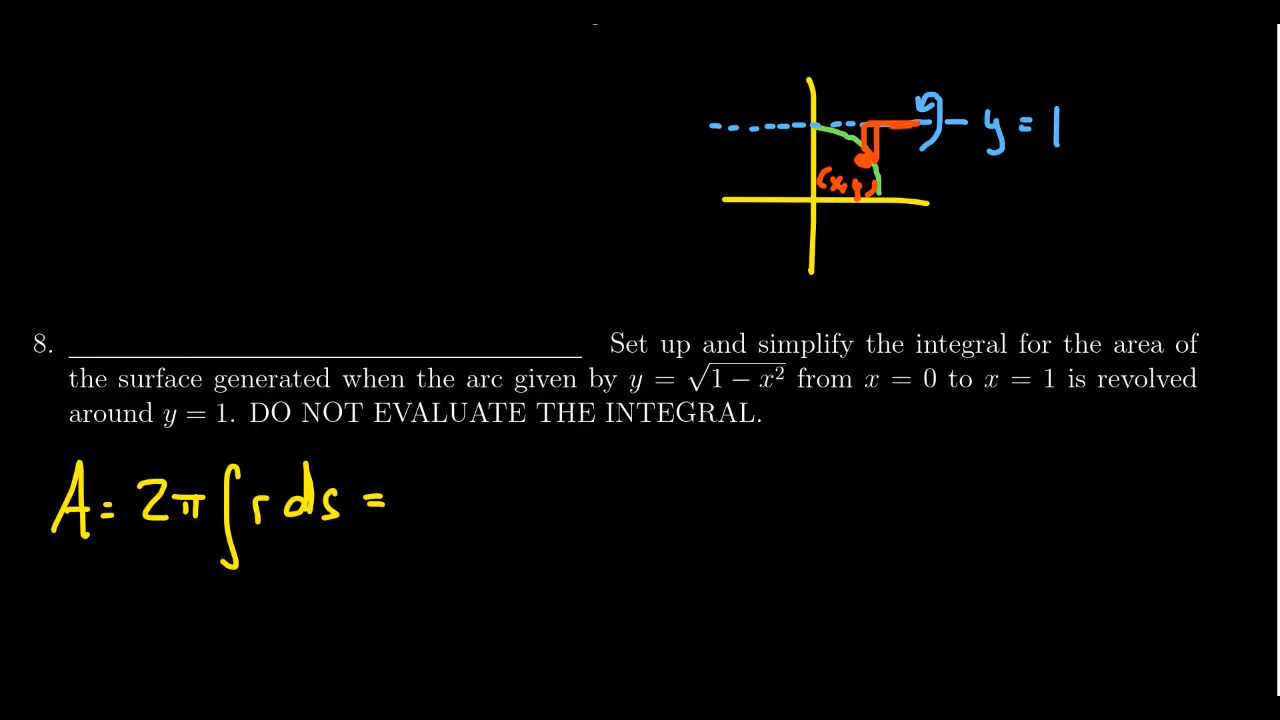 y = 1
(x,y)
8. ______________________ Set up and simplify the integral for the area of
the surface generated when the arc given by y = √(1 − x²) from x = 0 to x = 1 is revolved
around y = 1. DO NOT EVALUATE THE INTEGRAL.
A = 2π ∫ r ds =